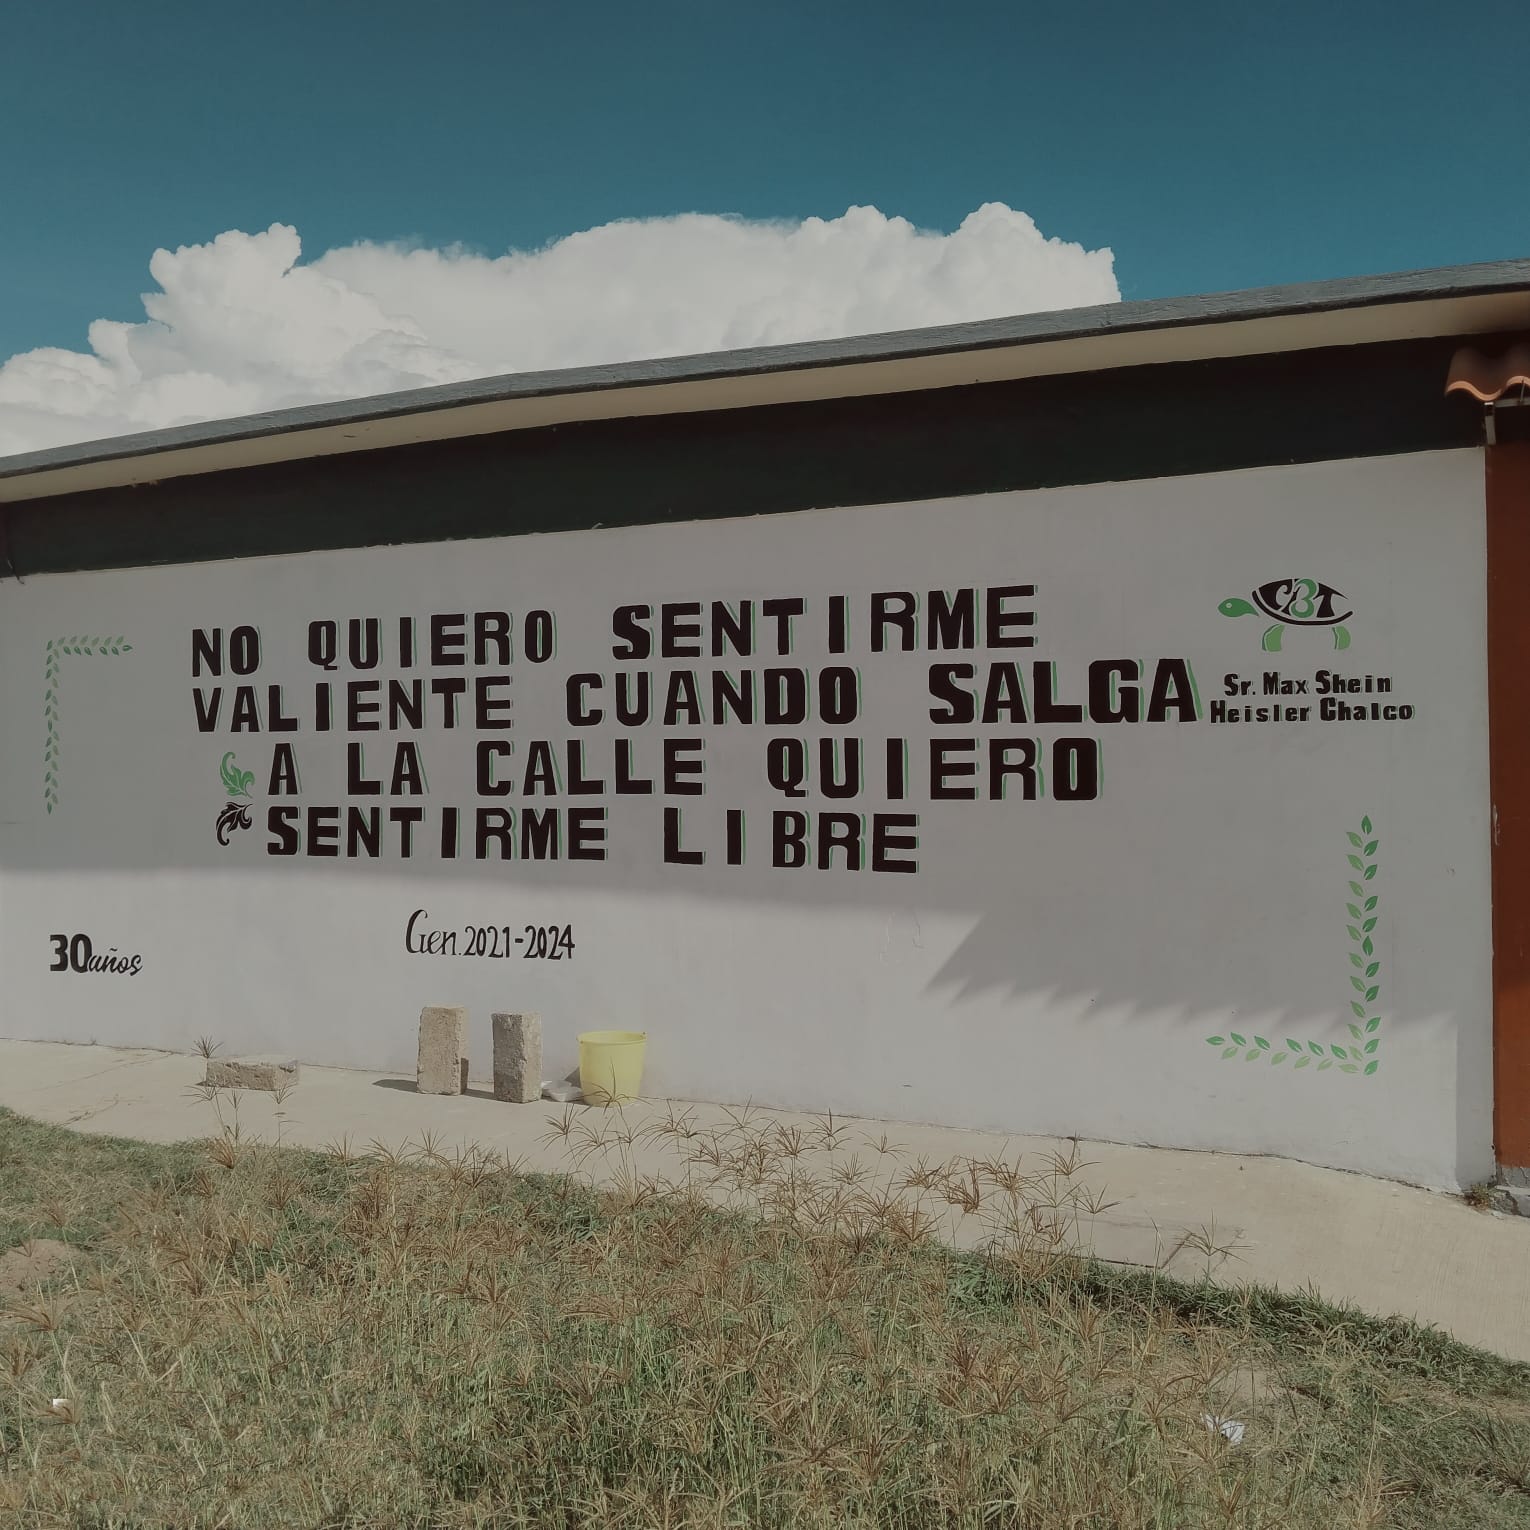 NO QUIERO SENTIRME
VALIENTE CUANDO SALGA
A LA CALLE QUIERO
SENTIRME LIBRE
CBT
Sr. Max Shein
Heisler Chalco
30años
Gen.2021-2024